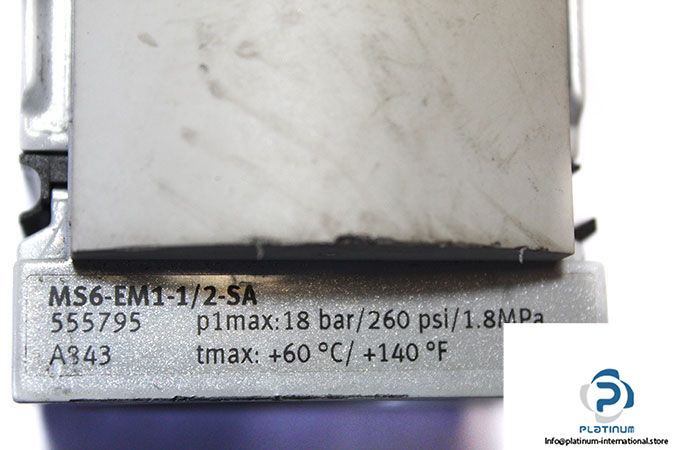 MS6-EM1-1/2-SA
555795 p1max:18 bar/260 psi/1.8MPa
A843 tmax: +60 °C/ +140 °F
PLATINUM
Info@platinum-international.store